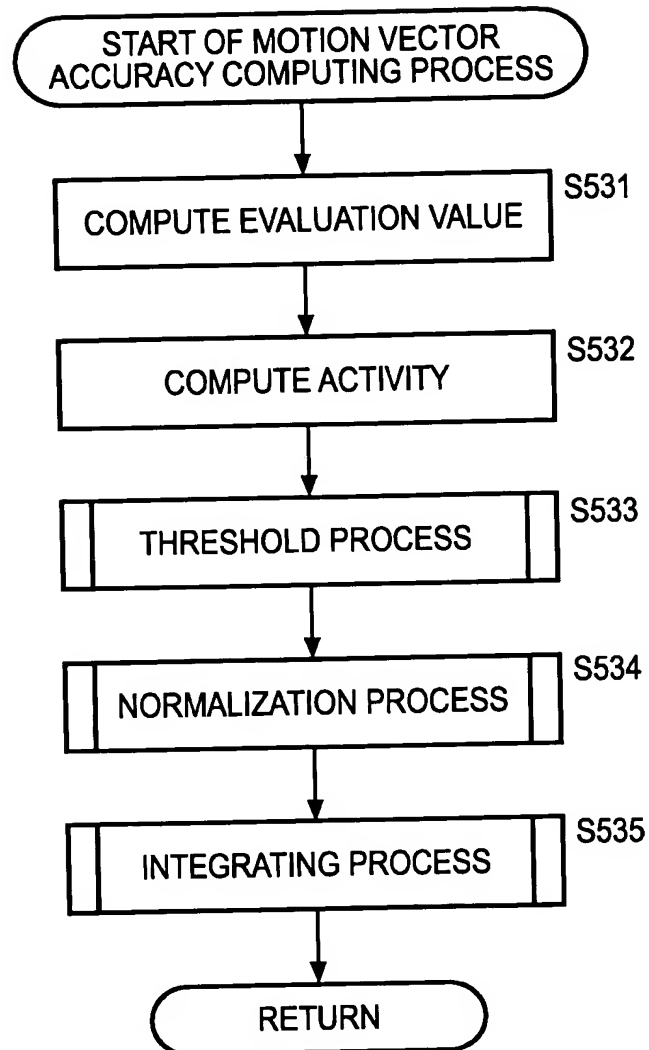 START OF MOTION VECTOR
ACCURACY COMPUTING PROCESS
S531
COMPUTE EVALUATION VALUE
S532
COMPUTE ACTIVITY
S533
THRESHOLD PROCESS
S534
NORMALIZATION PROCESS
S535
INTEGRATING PROCESS
RETURN